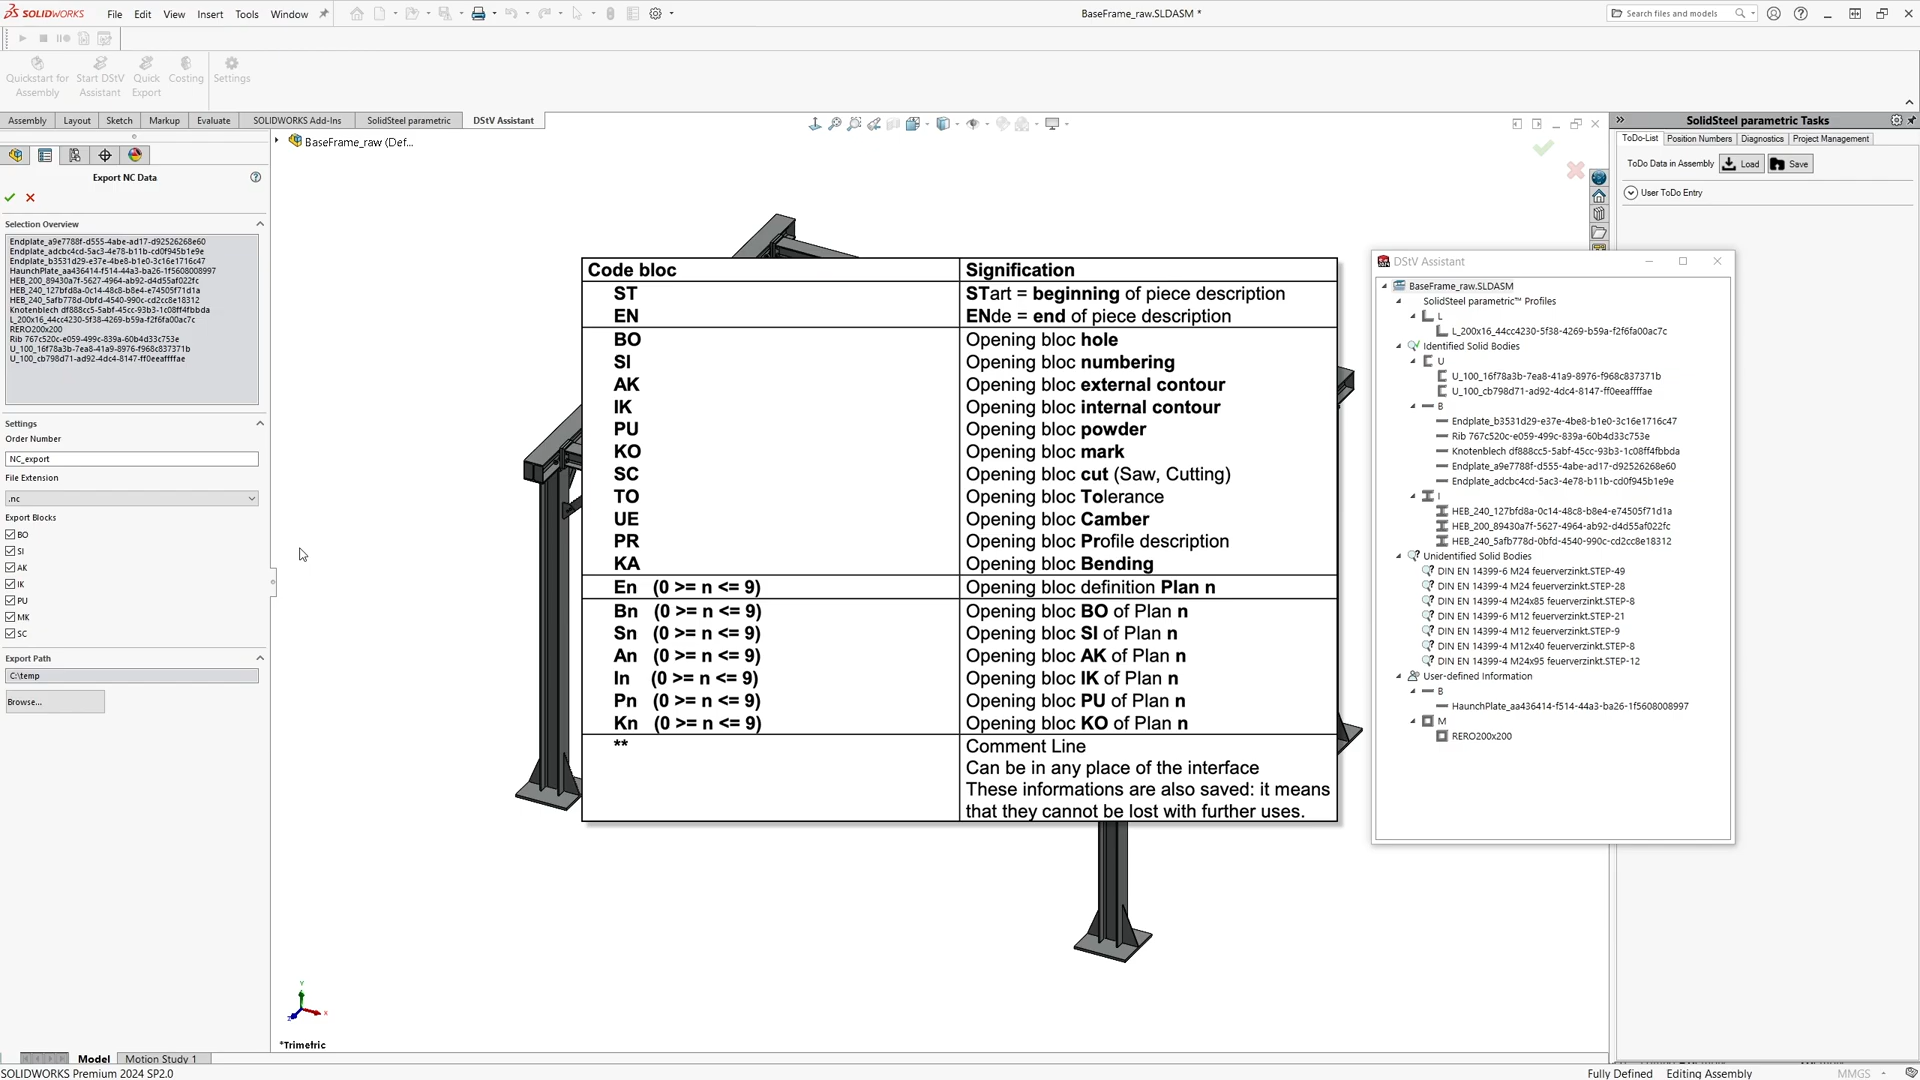 SOLIDWORKS
File Edit View Insert Tools Window
BaseFrame_raw.SLDASM *
Search files and models
Quickstart for Assembly
Start DStV Assistant
Quick Export
Costing
Settings
Assembly Layout Sketch Markup Evaluate SOLIDWORKS Add-Ins SolidSteel parametric DStV Assistant
BaseFrame_raw (Def...
Export NC Data
Selection Overview
Endplate_a9e7788f-d555-4abe-ad17-d92526268e60
Endplate_adcbc4cd-5ac3-4e78-b11b-cd0f945b1e9e
Endplate_b3531d29-e37e-4be8-b1e0-3c16e1716c47
HaunchPlate_aa436414-f514-44a3-ba26-1f5608008997
HEB_200_89430a7f-5627-4964-ab92-d4d55af022fc
HEB_240_127bfd8a-0c14-48c8-b8e4-e74505f71d1a
HEB_240_5afb778d-0bfd-4540-990c-cd2cc8e18312
Knotenblech df888cc5-5abf-45cc-93b3-1c08ff4fbbda
L_200x16_44cc4230-5f38-4269-b59a-f2f6fa00ac7c
RERO200x200
Rib 767c520c-e059-499c-839a-60b4d33c753e
U_100_16f78a3b-7ea8-41a9-8976-f968c837371b
U_100_cb798d71-ad92-4dc4-8147-ff0eeaffffae
Settings
Order Number
NC_export
File Extension
.nc
Export Blocks
BO
SI
AK
IK
PU
MK
SC
Export Path
C:\temp
Browse...
Code bloc Signification
ST STart = beginning of piece description
EN ENde = end of piece description
BO Opening bloc hole
SI Opening bloc numbering
AK Opening bloc external contour
IK Opening bloc internal contour
PU Opening bloc powder
KO Opening bloc mark
SC Opening bloc cut (Saw, Cutting)
TO Opening bloc Tolerance
UE Opening bloc Camber
PR Opening bloc Profile description
KA Opening bloc Bending
En (0 >= n <= 9) Opening bloc definition Plan n
Bn (0 >= n <= 9) Opening bloc BO of Plan n
Sn (0 >= n <= 9) Opening bloc SI of Plan n
An (0 >= n <= 9) Opening bloc AK of Plan n
In (0 >= n <= 9) Opening bloc IK of Plan n
Pn (0 >= n <= 9) Opening bloc PU of Plan n
Kn (0 >= n <= 9) Opening bloc KO of Plan n
** Comment Line
Can be in any place of the interface
These informations are also saved: it means
that they cannot be lost with further uses.
DStV Assistant
BaseFrame_raw.SLDASM
SolidSteel parametric™ Profiles
L
L_200x16_44cc4230-5f38-4269-b59a-f2f6fa00ac7c
Identified Solid Bodies
U
U_100_16f78a3b-7ea8-41a9-8976-f968c837371b
U_100_cb798d71-ad92-4dc4-8147-ff0eeaffffae
B
Endplate_b3531d29-e37e-4be8-b1e0-3c16e1716c47
Rib 767c520c-e059-499c-839a-60b4d33c753e
Knotenblech df888cc5-5abf-45cc-93b3-1c08ff4fbbda
Endplate_a9e7788f-d555-4abe-ad17-d92526268e60
Endplate_adcbc4cd-5ac3-4e78-b11b-cd0f945b1e9e
I
HEB_240_127bfd8a-0c14-48c8-b8e4-e74505f71d1a
HEB_200_89430a7f-5627-4964-ab92-d4d55af022fc
HEB_240_5afb778d-0bfd-4540-990c-cd2cc8e18312
Unidentified Solid Bodies
DIN EN 14399-6 M24 feuerverzinkt.STEP-49
DIN EN 14399-4 M24 feuerverzinkt.STEP-28
DIN EN 14399-4 M24x85 feuerverzinkt.STEP-8
DIN EN 14399-6 M12 feuerverzinkt.STEP-21
DIN EN 14399-4 M12 feuerverzinkt.STEP-9
DIN EN 14399-4 M12x40 feuerverzinkt.STEP-8
DIN EN 14399-4 M24x95 feuerverzinkt.STEP-12
User-defined Information
B
HaunchPlate_aa436414-f514-44a3-ba26-1f5608008997
M
RERO200x200
SolidSteel parametric Tasks
ToDo-List Position Numbers Diagnostics Project Management
ToDo Data in Assembly Load Save
User ToDo Entry
Y
X
Z
*Trimetric
Model Motion Study 1
SOLIDWORKS Premium 2024 SP2.0
Fully Defined Editing Assembly MMGS